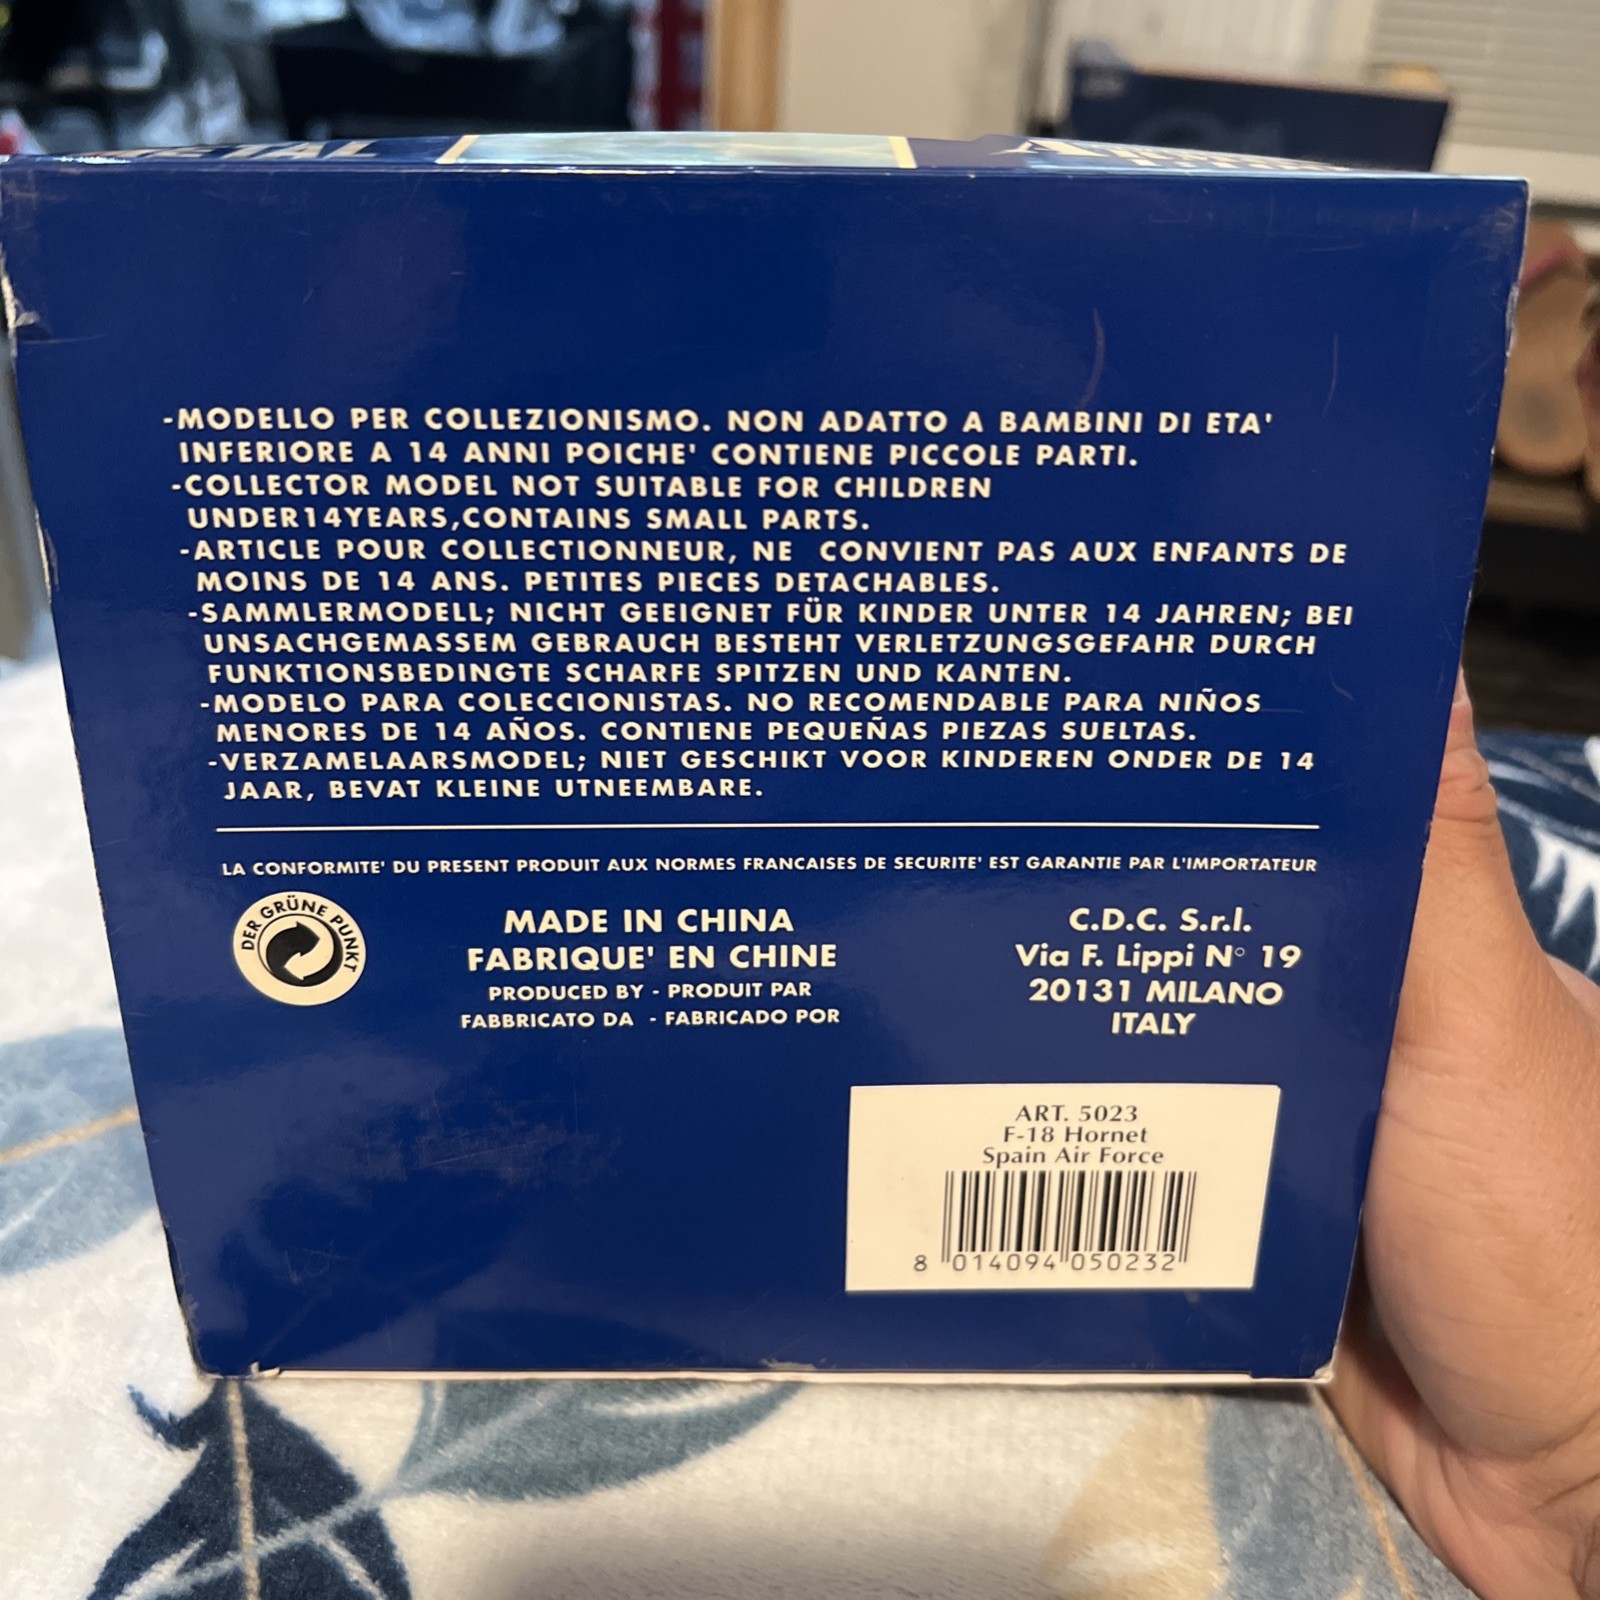 -MODELLO PER COLLEZIONISMO. NON ADATTO A BAMBINI DI ETA'
INFERIORE A 14 ANNI POICHE' CONTIENE PICCOLE PARTI.
-COLLECTOR MODEL NOT SUITABLE FOR CHILDREN
UNDER14YEARS,CONTAINS SMALL PARTS.
-ARTICLE POUR COLLECTIONNEUR, NE CONVIENT PAS AUX ENFANTS DE
MOINS DE 14 ANS. PETITES PIECES DETACHABLES.
-SAMMLERMODELL; NICHT GEEIGNET FÜR KINDER UNTER 14 JAHREN; BEI
UNSACHGEMASSEM GEBRAUCH BESTEHT VERLETZUNGSGEFAHR DURCH
FUNKTIONSBEDINGTE SCHARFE SPITZEN UND KANTEN.
-MODELO PARA COLECCIONISTAS. NO RECOMENDABLE PARA NIÑOS
MENORES DE 14 AÑOS. CONTIENE PEQUEÑAS PIEZAS SUELTAS.
-VERZAMELAARSMODEL; NIET GESCHIKT VOOR KINDEREN ONDER DE 14
JAAR, BEVAT KLEINE UTNEEMBARE.
LA CONFORMITE' DU PRESENT PRODUIT AUX NORMES FRANCAISES DE SECURITE' EST GARANTIE PAR L'IMPORTATEUR
DER GRÜNE PUNKT
MADE IN CHINA
FABRIQUE' EN CHINE
PRODUCED BY - PRODUIT PAR
FABBRICATO DA - FABRICADO POR
C.D.C. S.r.l.
Via F. Lippi N° 19
20131 MILANO
ITALY
ART. 5023
F-18 Hornet
Spain Air Force
8 014094 050232